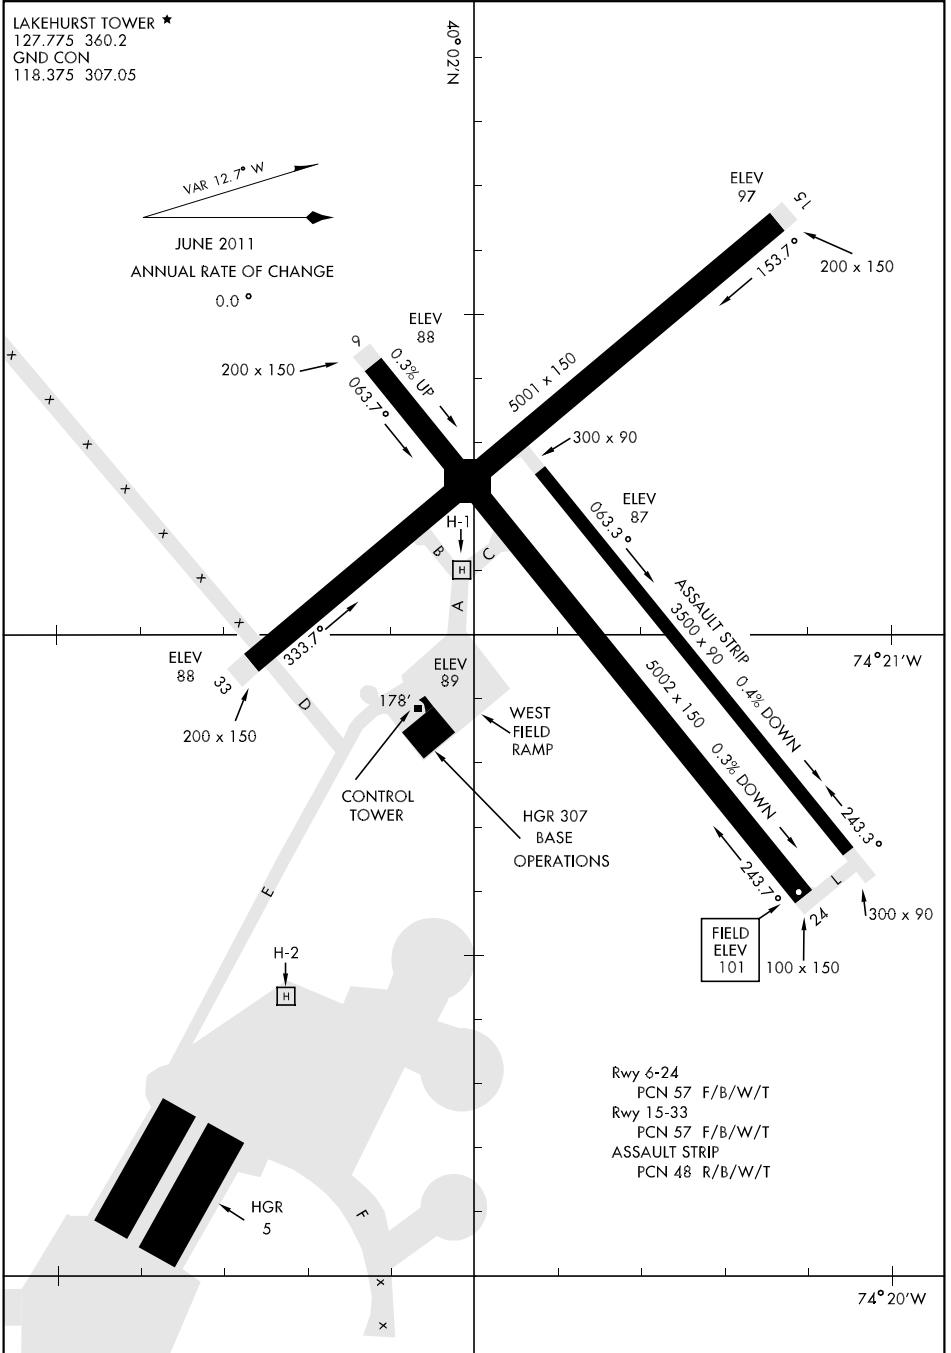 LAKEHURST TOWER ★
127.775 360.2
GND CON
118.375 307.05
40° 02'N
VAR 12.7° W
JUNE 2011
ANNUAL RATE OF CHANGE
0.0 °
ELEV
97
15
153.7°
200 x 150
ELEV
88
9
200 x 150
0.3% UP
063.7°
5001 x 150
300 x 90
ELEV
87
063.3°
H-1
H
B
C
A
ASSAULT STRIP
3500 x 90
0.4% DOWN
333.7°
ELEV
88
33
200 x 150
D
ELEV
89
178'
WEST
FIELD
RAMP
5002 x 150
0.3% DOWN
74°21'W
CONTROL
TOWER
HGR 307
BASE
OPERATIONS
243.3°
243.7°
L
24
300 x 90
FIELD
ELEV
101
100 x 150
E
H-2
H
Rwy 6-24
PCN 57 F/B/W/T
Rwy 15-33
PCN 57 F/B/W/T
ASSAULT STRIP
PCN 48 R/B/W/T
HGR
5
F
x
x
x
x
x
x
x
x
x
74°20'W